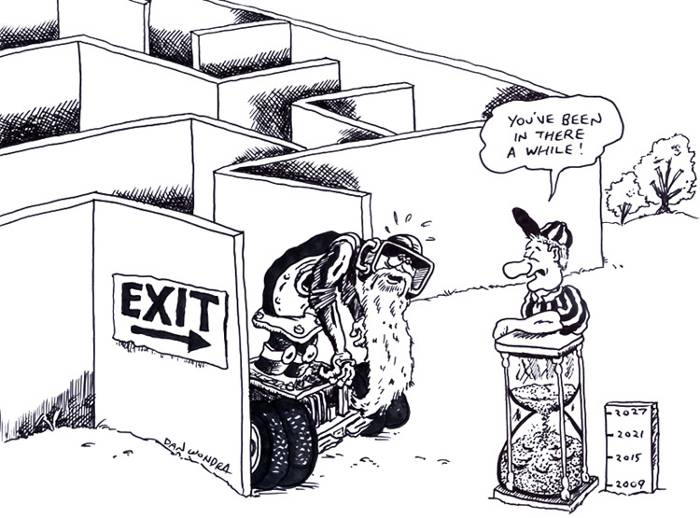 YOU'VE BEEN
IN THERE
A WHILE!
EXIT
DAN WONDRA
2027
2021
2015
2009